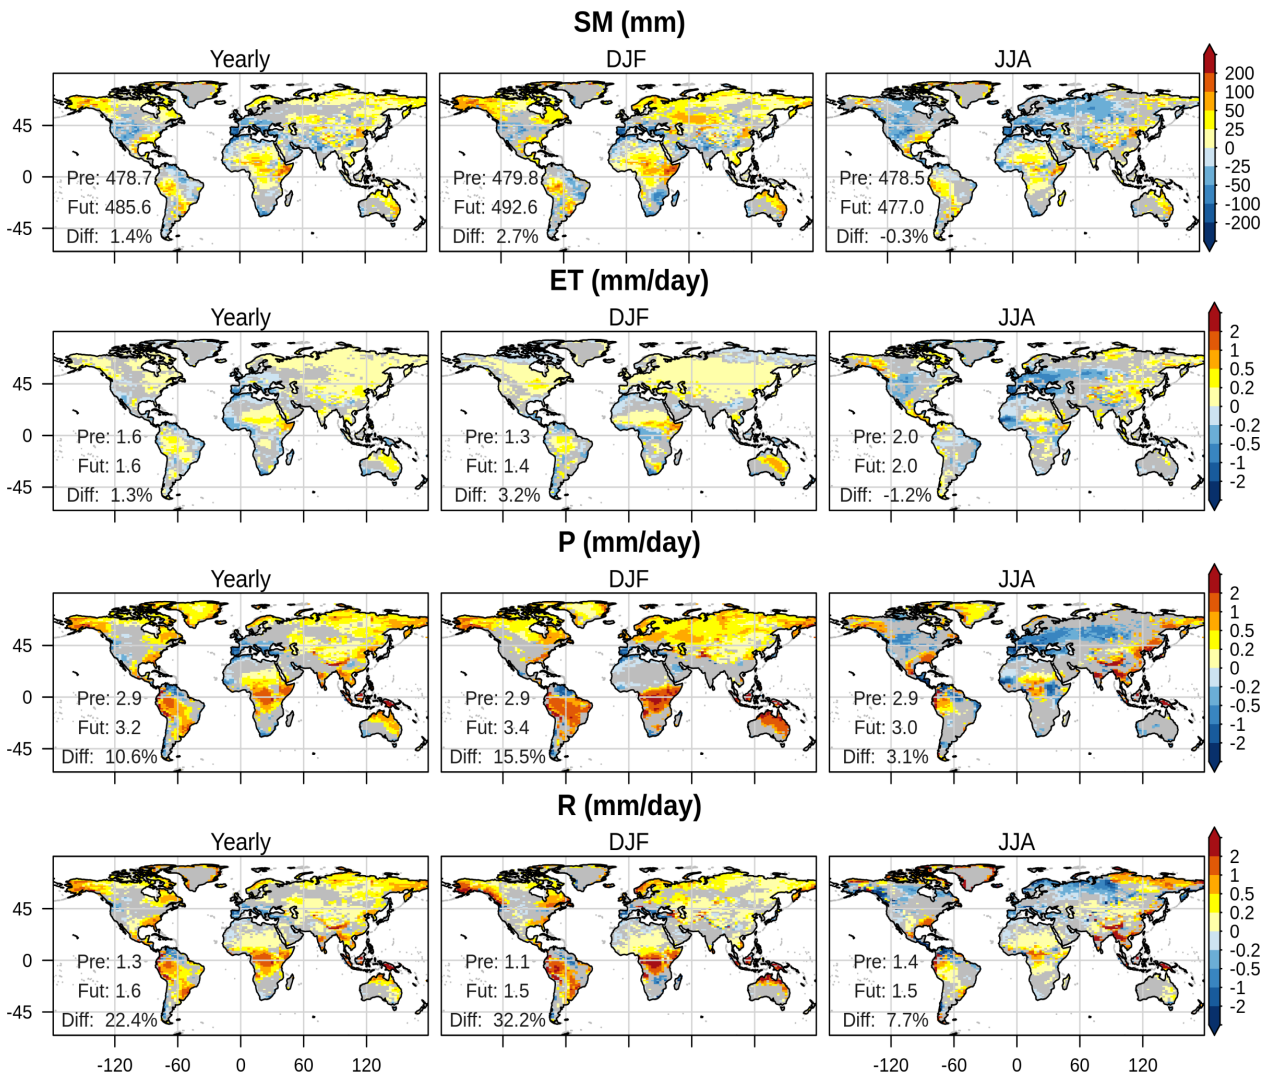 SM (mm)
Yearly DJF JJA
45
0
-45
Pre: 478.7
Fut: 485.6
Diff: 1.4%
Pre: 479.8
Fut: 492.6
Diff: 2.7%
Pre: 478.5
Fut: 477.0
Diff: -0.3%
200
100
50
25
0
-25
-50
-100
-200
ET (mm/day)
Yearly DJF JJA
45
0
-45
Pre: 1.6
Fut: 1.6
Diff: 1.3%
Pre: 1.3
Fut: 1.4
Diff: 3.2%
Pre: 2.0
Fut: 2.0
Diff: -1.2%
2
1
0.5
0.2
0
-0.2
-0.5
-1
-2
P (mm/day)
Yearly DJF JJA
45
0
-45
Pre: 2.9
Fut: 3.2
Diff: 10.6%
Pre: 2.9
Fut: 3.4
Diff: 15.5%
Pre: 2.9
Fut: 3.0
Diff: 3.1%
2
1
0.5
0.2
0
-0.2
-0.5
-1
-2
R (mm/day)
Yearly DJF JJA
45
0
-45
Pre: 1.3
Fut: 1.6
Diff: 22.4%
Pre: 1.1
Fut: 1.5
Diff: 32.2%
Pre: 1.4
Fut: 1.5
Diff: 7.7%
2
1
0.5
0.2
0
-0.2
-0.5
-1
-2
-120 -60 0 60 120 -120 -60 0 60 120